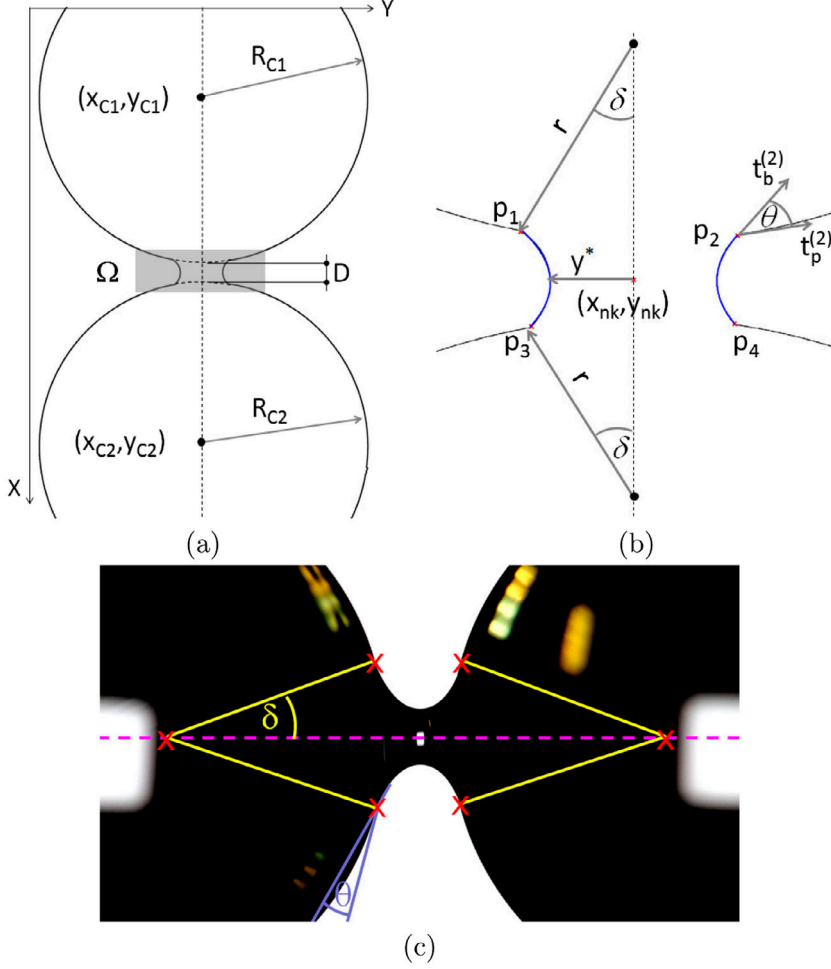 Y
R_C1
(x_C1,y_C1)
Ω
D
R_C2
(x_C2,y_C2)
X
(a)
δ
r
p_1
t_b^(2)
θ
p_2
t_p^(2)
y*
(x_nk,y_nk)
p_3
p_4
r
δ
(b)
δ
θ
(c)